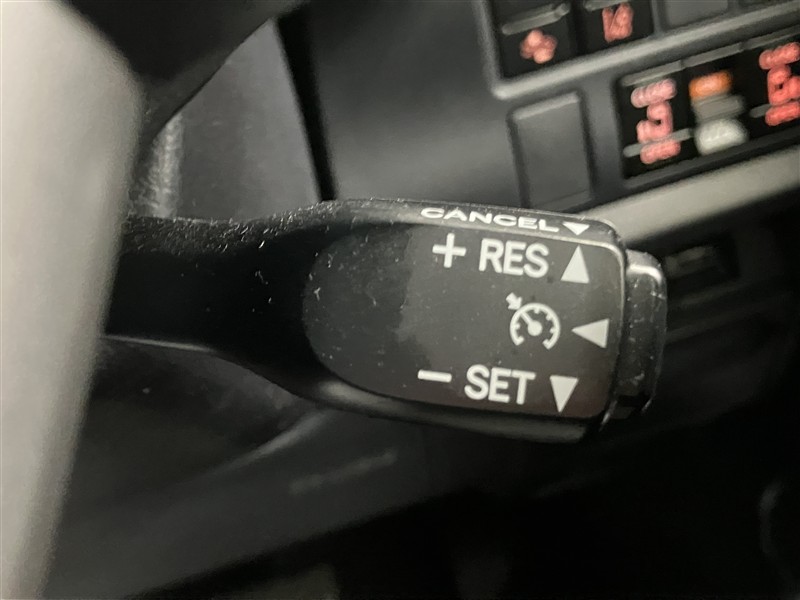 CANCEL
+ RES
- SET